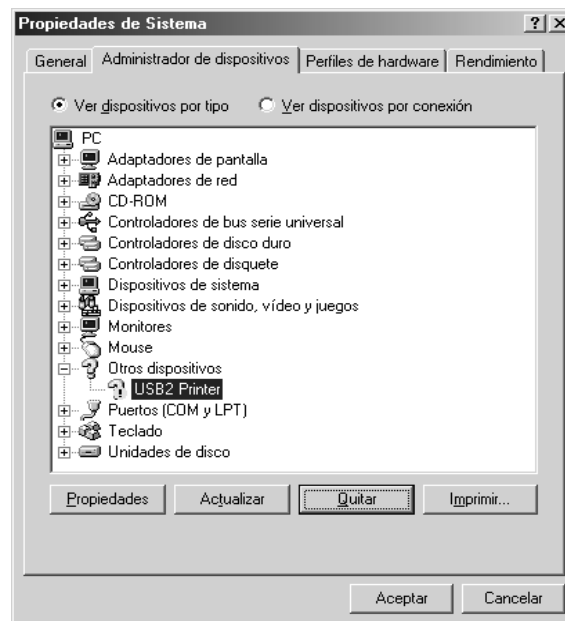 Propiedades de Sistema
General Administrador de dispositivos Perfiles de hardware Rendimiento
Ver dispositivos por tipo Ver dispositivos por conexión
PC
Adaptadores de pantalla
Adaptadores de red
CD-ROM
Controladores de bus serie universal
Controladores de disco duro
Controladores de disquete
Dispositivos de sistema
Dispositivos de sonido, vídeo y juegos
Monitores
Mouse
Otros dispositivos
USB2 Printer
Puertos (COM y LPT)
Teclado
Unidades de disco
Propiedades Actualizar Quitar Imprimir...
Aceptar Cancelar